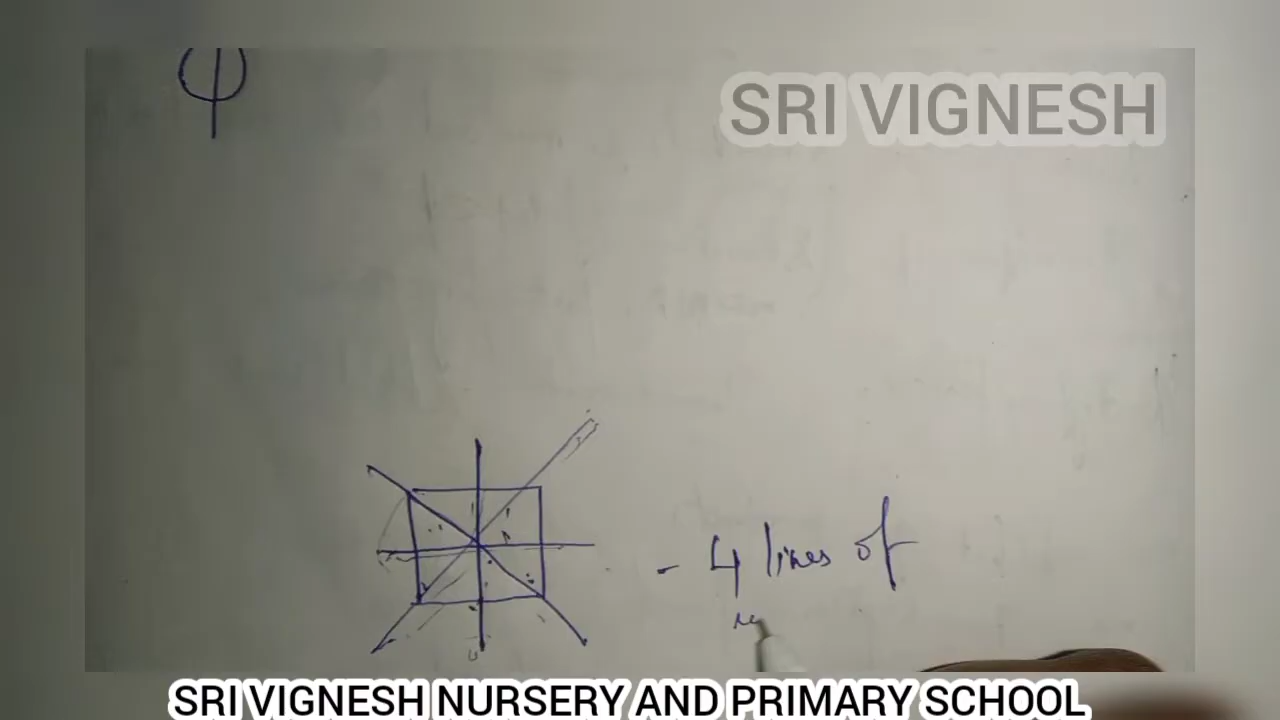 SRI VIGNESH
- 4 lines of
SRI VIGNESH NURSERY AND PRIMARY SCHOOL